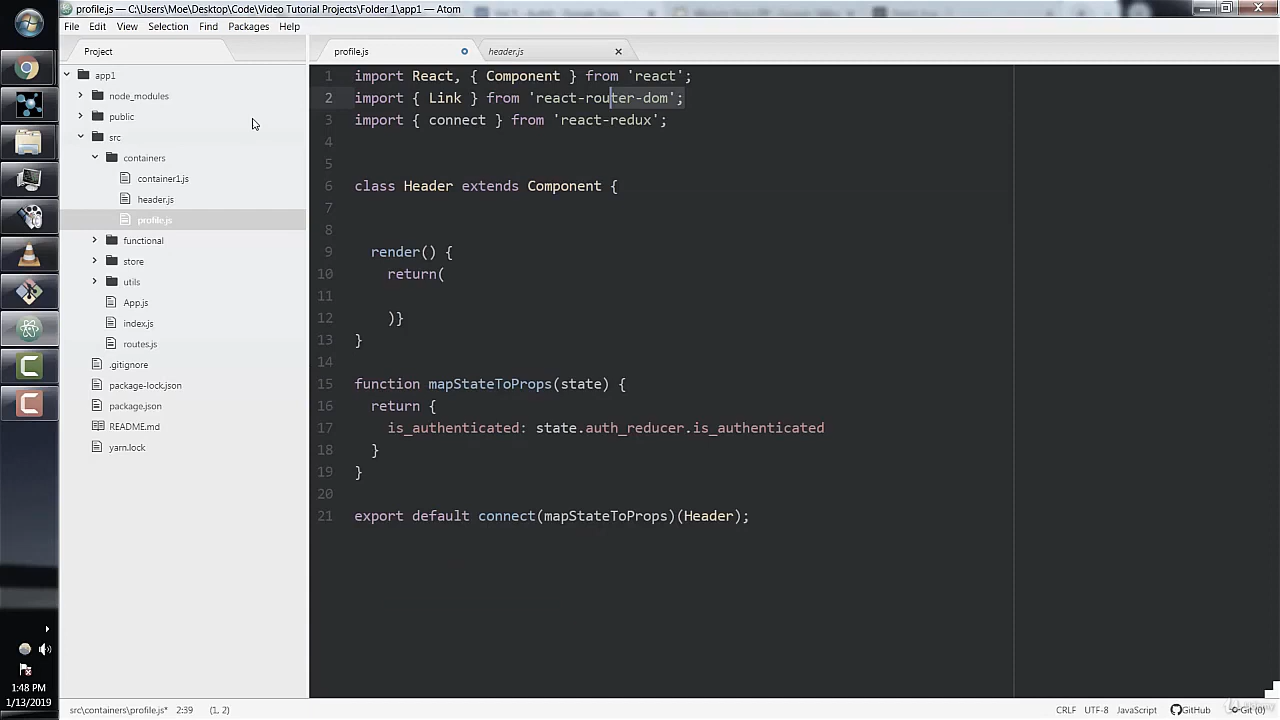 profile.js — C:\Users\Moe\Desktop\Code\Video Tutorial Projects\Folder 1\app1 — Atom
File Edit View Selection Find Packages Help
Project
profile.js
header.js
app1
node_modules
public
src
containers
container1.js
header.js
profile.js
functional
store
utils
App.js
index.js
routes.js
.gitignore
package-lock.json
package.json
README.md
yarn.lock
1 import React, { Component } from 'react';
2 import { Link } from 'react-router-dom';
3 import { connect } from 'react-redux';
4
5
6 class Header extends Component {
7
8
9 render() {
10 return(
11
12 )}
13 }
14
15 function mapStateToProps(state) {
16 return {
17 is_authenticated: state.auth_reducer.is_authenticated
18 }
19 }
20
21 export default connect(mapStateToProps)(Header);
1:48 PM
1/13/2019
src\containers\profile.js* 2:39 (1, 2)
CRLF UTF-8 JavaScript GitHub Git (0)